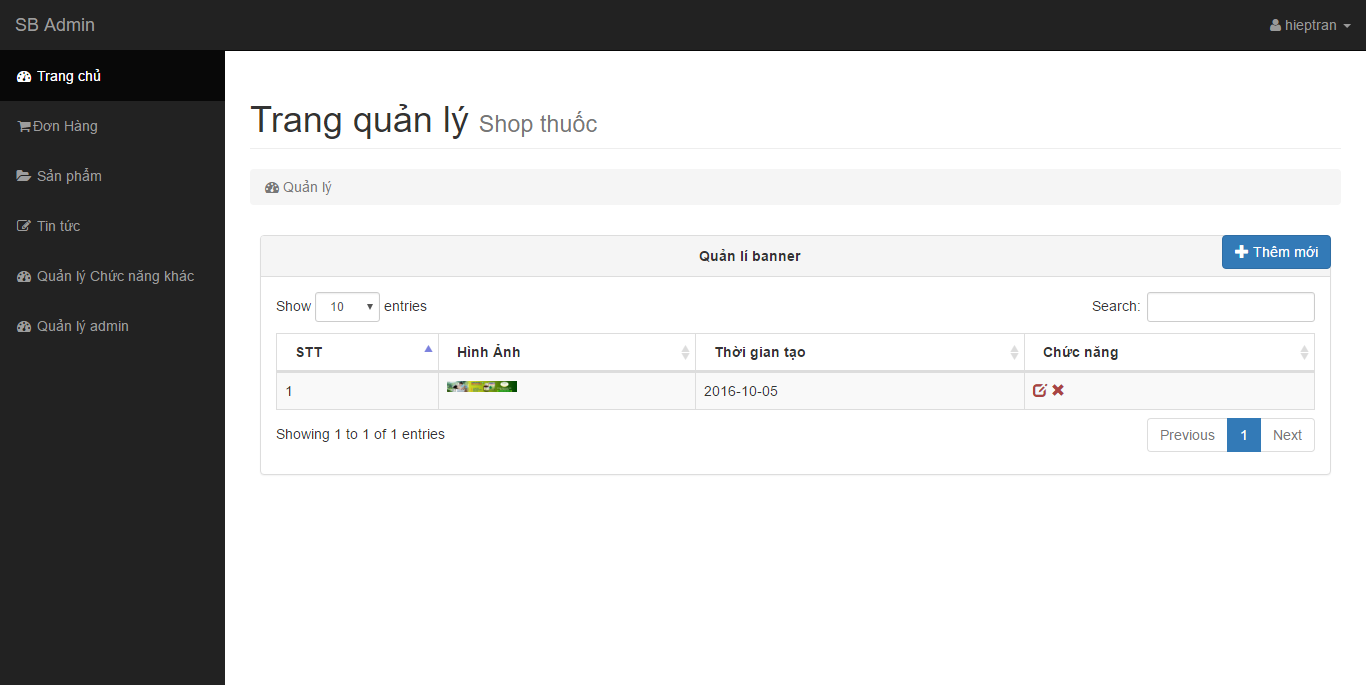 SB Admin
hieptran
Trang chủ
Đơn Hàng
Sản phẩm
Tin tức
Quản lý Chức năng khác
Quản lý admin
Trang quản lý Shop thuốc
Quản lý
Quản lí banner
Thêm mới
Show 10 entries
Search:
STT Hình Ảnh Thời gian tạo Chức năng
1 2016-10-05
Showing 1 to 1 of 1 entries
Previous 1 Next